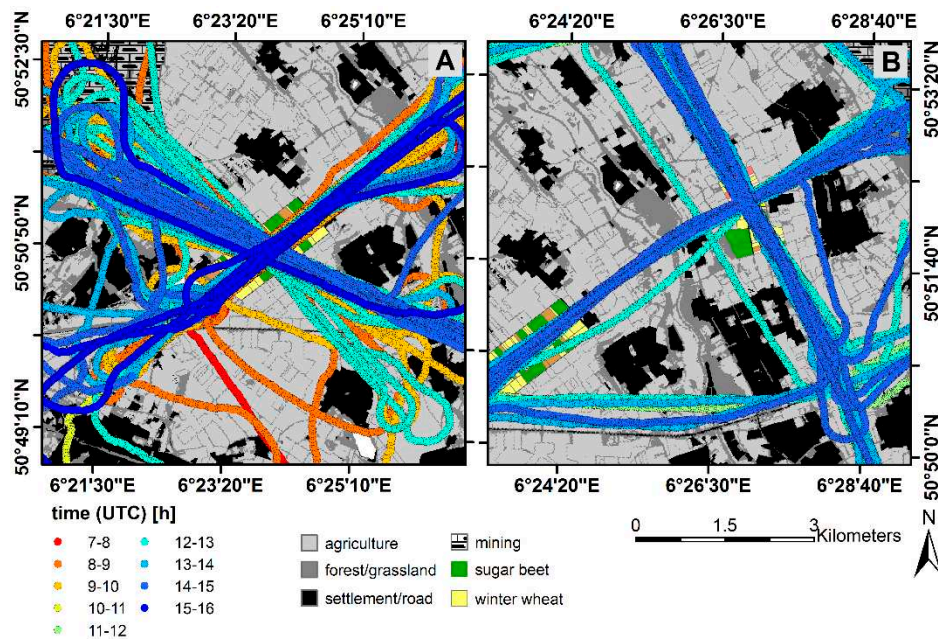 6°21'30"E 6°23'20"E 6°25'10"E 6°24'20"E 6°26'30"E 6°28'40"E
A
B
50°52'30"N
50°50'50"N
50°49'10"N
50°53'20"N
50°51'40"N
50°50'0"N
6°21'30"E 6°23'20"E 6°25'10"E 6°24'20"E 6°26'30"E 6°28'40"E
time (UTC) [h]
7-8
8-9
9-10
10-11
11-12
12-13
13-14
14-15
15-16
agriculture
forest/grassland
settlement/road
mining
sugar beet
winter wheat
0 1.5 3
Kilometers
N